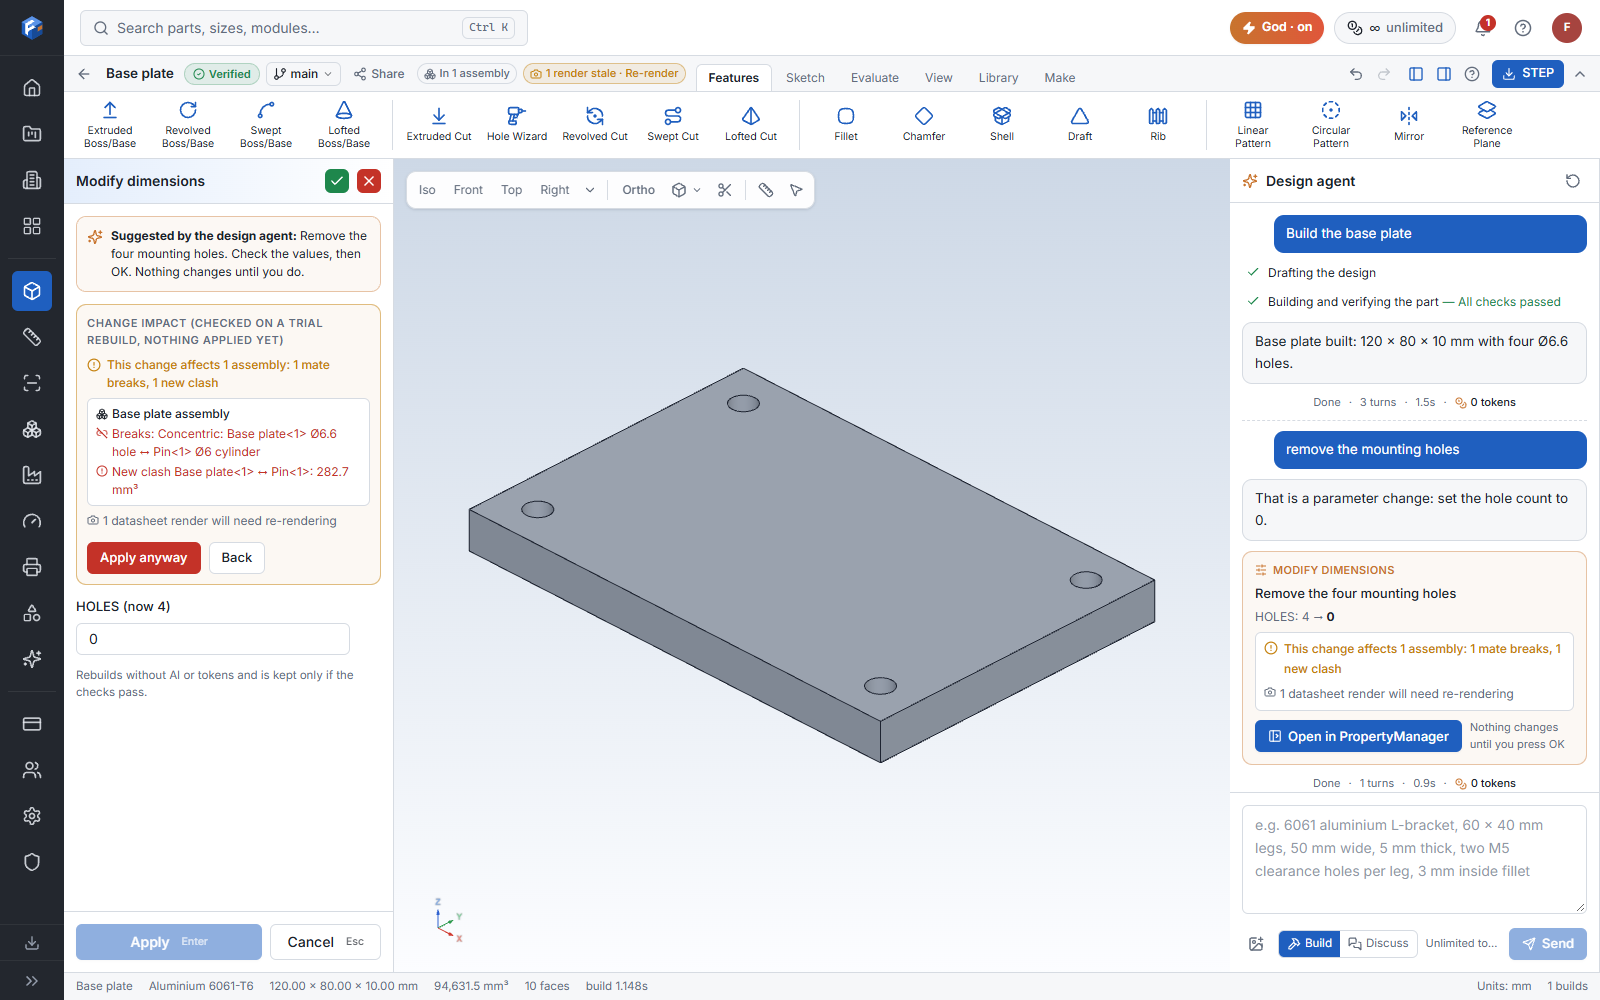 Search parts, sizes, modules...
Ctrl K
God · on
∞ unlimited
1
F
Base plate
Verified
main
Share
In 1 assembly
1 render stale · Re-render
Features
Sketch
Evaluate
View
Library
Make
STEP
Extruded Boss/Base
Revolved Boss/Base
Swept Boss/Base
Lofted Boss/Base
Extruded Cut
Hole Wizard
Revolved Cut
Swept Cut
Lofted Cut
Fillet
Chamfer
Shell
Draft
Rib
Linear Pattern
Circular Pattern
Mirror
Reference Plane
Modify dimensions
Suggested by the design agent: Remove the
four mounting holes. Check the values, then
OK. Nothing changes until you do.
CHANGE IMPACT (CHECKED ON A TRIAL
REBUILD, NOTHING APPLIED YET)
This change affects 1 assembly: 1 mate
breaks, 1 new clash
Base plate assembly
Breaks: Concentric: Base plate<1> Ø6.6
hole ↔ Pin<1> Ø6 cylinder
New clash Base plate<1> ↔ Pin<1>: 282.7
mm³
1 datasheet render will need re-rendering
Apply anyway
Back
HOLES (now 4)
0
Rebuilds without AI or tokens and is kept only if the
checks pass.
Apply Enter
Cancel Esc
Iso
Front
Top
Right
Ortho
Z
Y
X
Design agent
Build the base plate
Drafting the design
Building and verifying the part — All checks passed
Base plate built: 120 × 80 × 10 mm with four Ø6.6
holes.
Done · 3 turns · 1.5s · 0 tokens
remove the mounting holes
That is a parameter change: set the hole count to
0.
MODIFY DIMENSIONS
Remove the four mounting holes
HOLES: 4 → 0
This change affects 1 assembly: 1 mate breaks, 1
new clash
1 datasheet render will need re-rendering
Open in PropertyManager
Nothing changes
until you press OK
Done · 1 turns · 0.9s · 0 tokens
e.g. 6061 aluminium L-bracket, 60 × 40 mm
legs, 50 mm wide, 5 mm thick, two M5
clearance holes per leg, 3 mm inside fillet
Build
Discuss
Unlimited to...
Send
Base plate
Aluminium 6061-T6
120.00 × 80.00 × 10.00 mm
94,631.5 mm³
10 faces
build 1.148s
Units: mm
1 builds